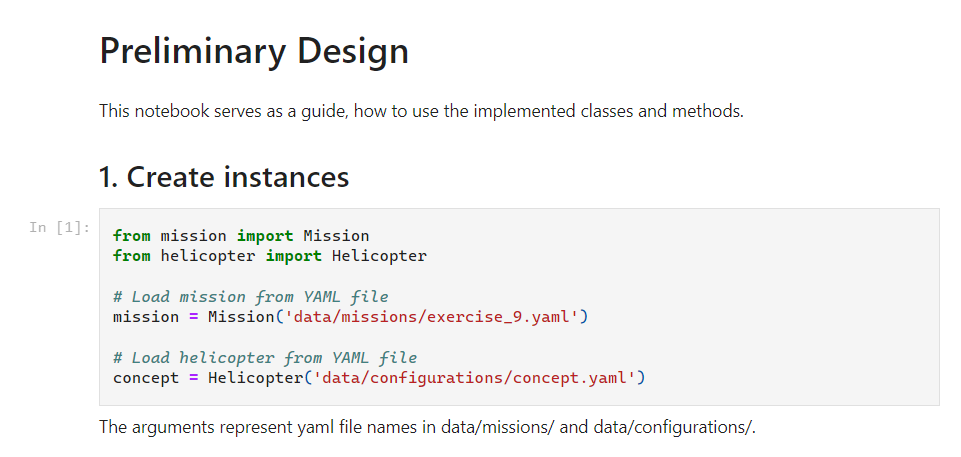 Preliminary Design
This notebook serves as a guide, how to use the implemented classes and methods.
1. Create instances
In [1]:
from mission import Mission
from helicopter import Helicopter
# Load mission from YAML file
mission = Mission('data/missions/exercise_9.yaml')
# Load helicopter from YAML file
concept = Helicopter('data/configurations/concept.yaml')
The arguments represent yaml file names in data/missions/ and data/configurations/.